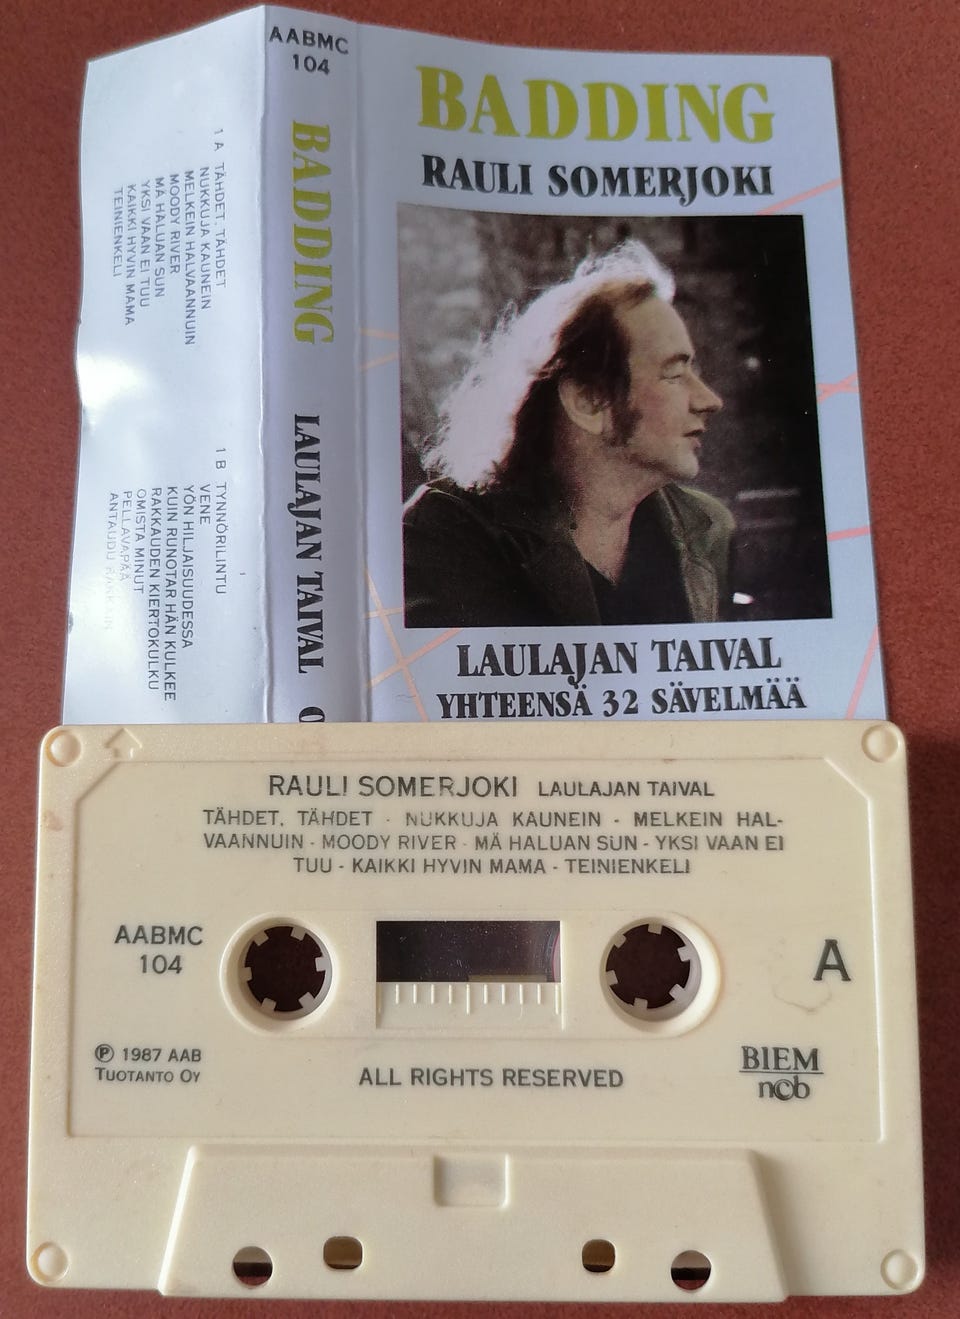 AABMC
104
BADDING
RAULI SOMERJOKI
LAULAJAN TAIVAL
YHTEENSÄ 32 SÄVELMÄÄ
BADDING LAULAJAN TAIVAL
1 A TÄHDET, TÄHDET
NUKKUJA KAUNEIN
MELKEIN HALVAANNUIN
MOODY RIVER
MÄ HALUAN SUN
YKSI VAAN EI TUU
KAIKKI HYVIN MAMA
TEINIENKELI
1 B TYNNÖRILINTU
VENE
YÖN HILJAISUUDESSA
KUIN RUNOTAR HÄN KULKEE
RAKKAUDEN KIERTOKULKU
OMISTA MINUT
PELLAVAPÄÄ
ANTAUDU
RAULI SOMERJOKI LAULAJAN TAIVAL
TÄHDET, TÄHDET - NUKKUJA KAUNEIN - MELKEIN HAL-
VAANNUIN - MOODY RIVER - MÄ HALUAN SUN - YKSI VAAN EI
TUU - KAIKKI HYVIN MAMA - TEINIENKELI
AABMC
104
A
Ⓟ 1987 AAB
TUOTANTO OY
ALL RIGHTS RESERVED
BIEM
ncb